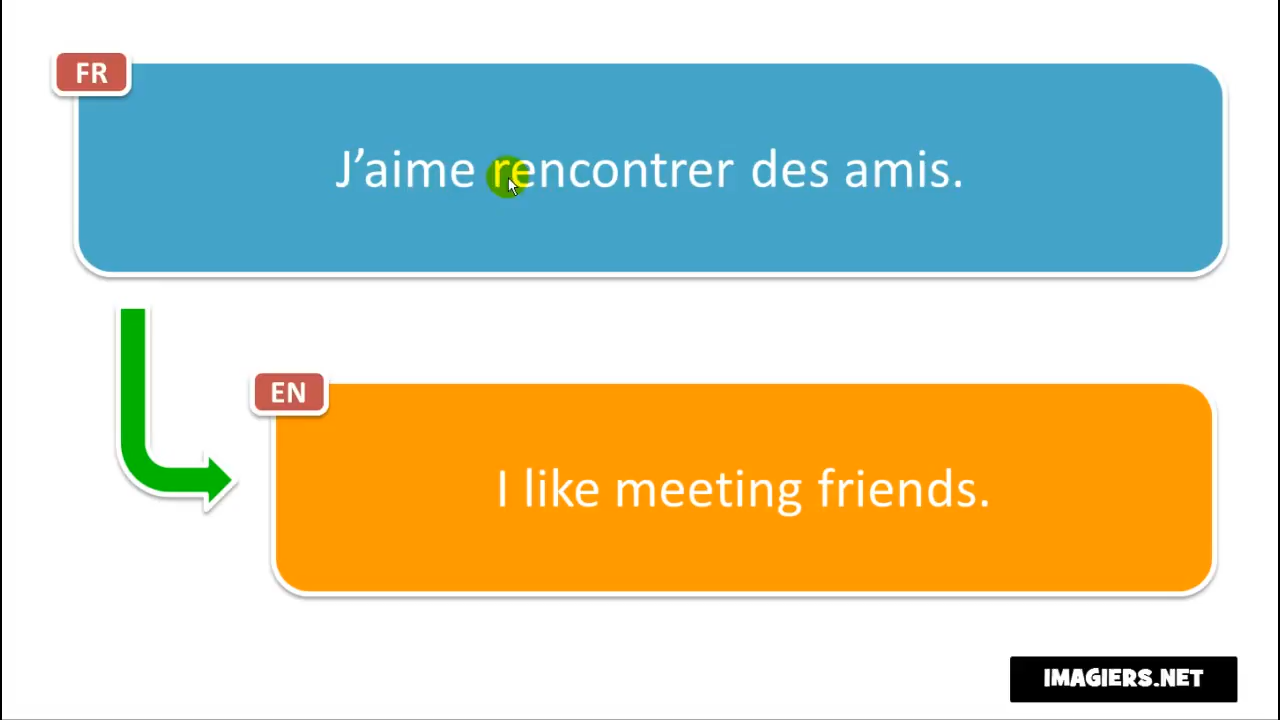 FR
J’aime rencontrer des amis.
EN
I like meeting friends.
IMAGIERS.NET